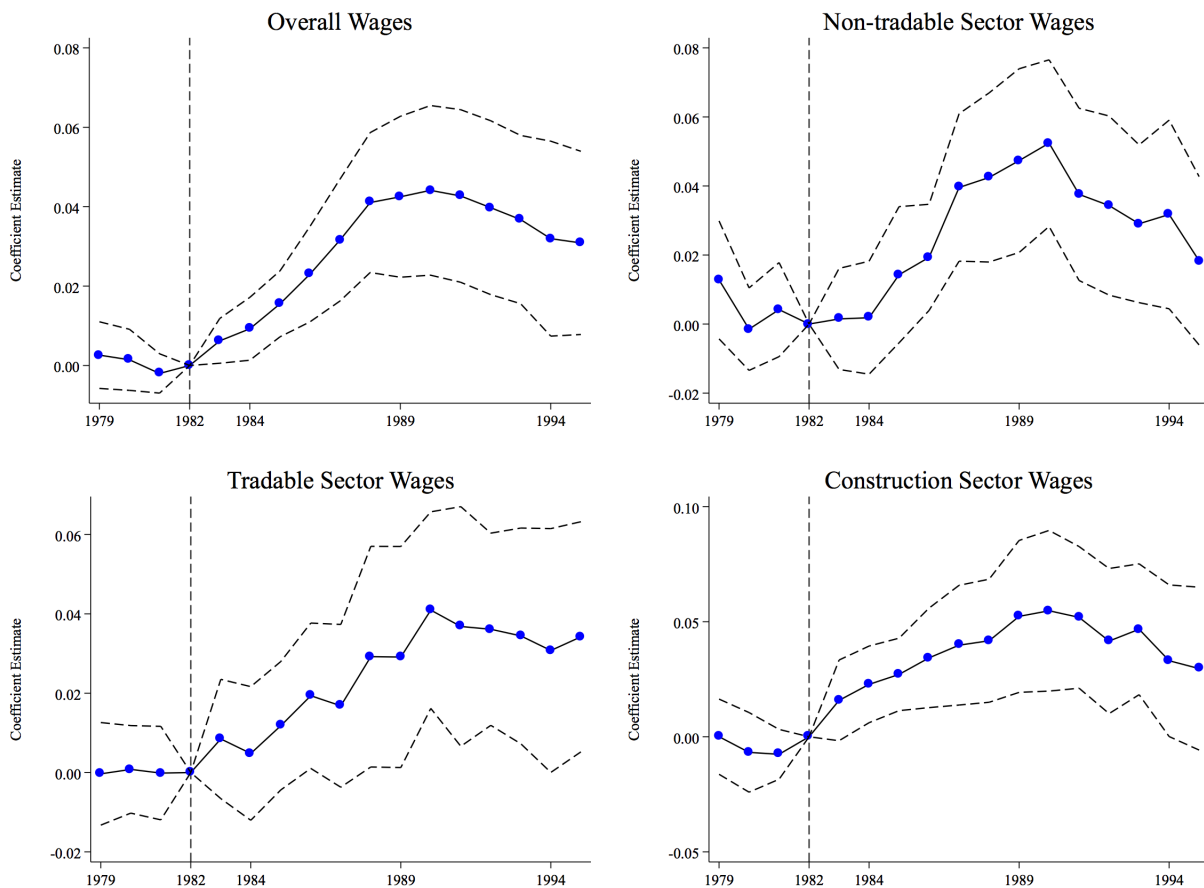 Overall Wages
Coefficient Estimate
0.08
0.06
0.04
0.02
0.00
1979 1982 1984 1989 1994
Non-tradable Sector Wages
Coefficient Estimate
0.08
0.06
0.04
0.02
0.00
-0.02
1979 1982 1984 1989 1994
Tradable Sector Wages
Coefficient Estimate
0.06
0.04
0.02
0.00
-0.02
1979 1982 1984 1989 1994
Construction Sector Wages
Coefficient Estimate
0.10
0.05
0.00
-0.05
1979 1982 1984 1989 1994